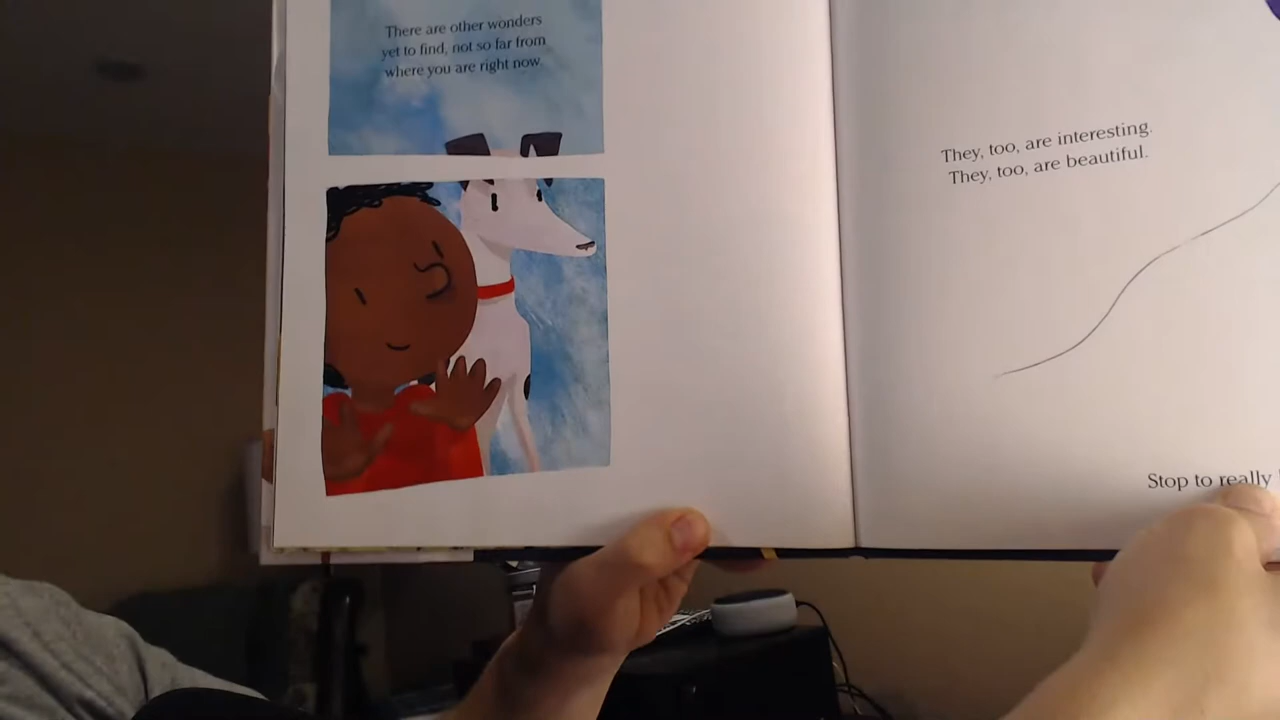 There are other wonders
yet to find, not so far from
where you are right now.
They, too, are interesting.
They, too, are beautiful.
Stop to really